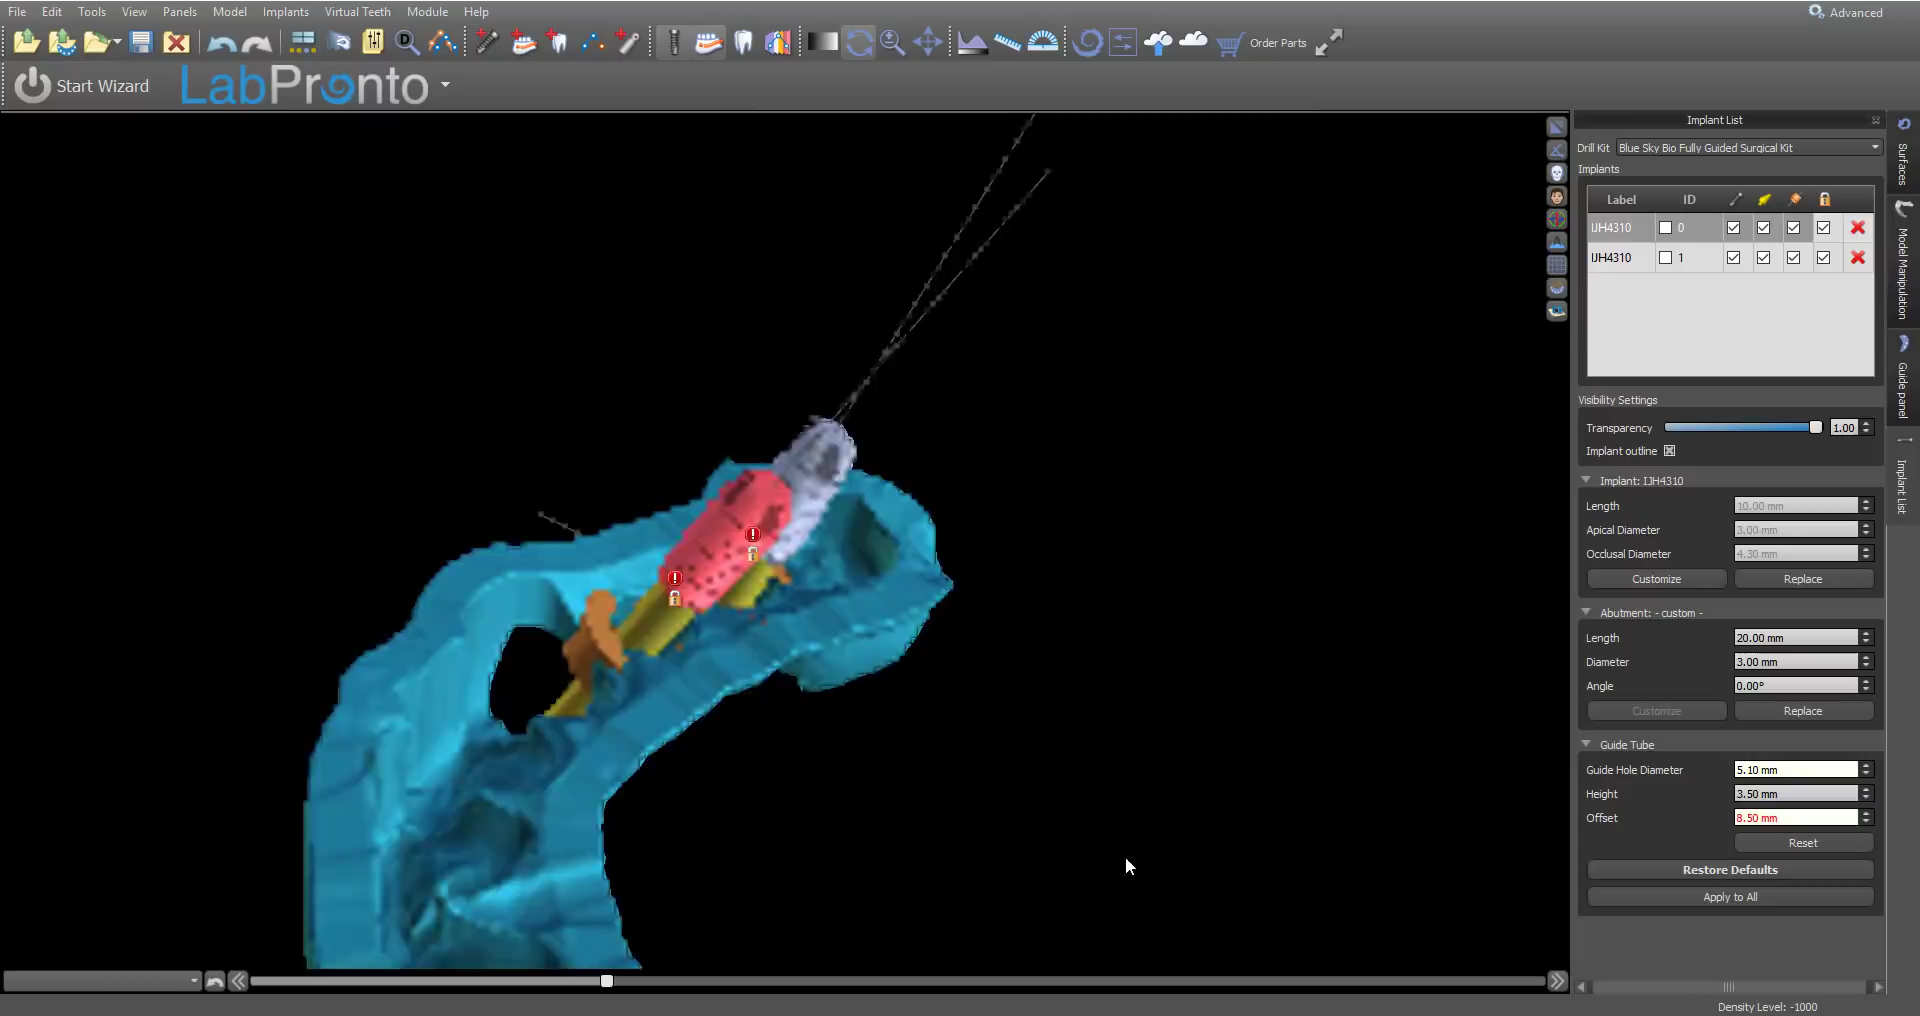 File Edit Tools View Panels Model Implants Virtual Teeth Module Help
Advanced
Order Parts
Start Wizard
LabPronto
Implant List
Drill Kit Blue Sky Bio Fully Guided Surgical Kit
Implants
Label ID
IJH4310 0
IJH4310 1
Visibility Settings
Transparency 1.00
Implant outline
Implant: IJH4310
Length 10.00 mm
Apical Diameter 3.00 mm
Occlusal Diameter 4.30 mm
Customize Replace
Abutment: - custom -
Length 20.00 mm
Diameter 3.00 mm
Angle 0.00°
Customize Replace
Guide Tube
Guide Hole Diameter 5.10 mm
Height 3.50 mm
Offset 8.50 mm
Reset
Restore Defaults
Apply to All
Surfaces
Model Manipulation
Guide panel
Implant List
Density Level: -1000